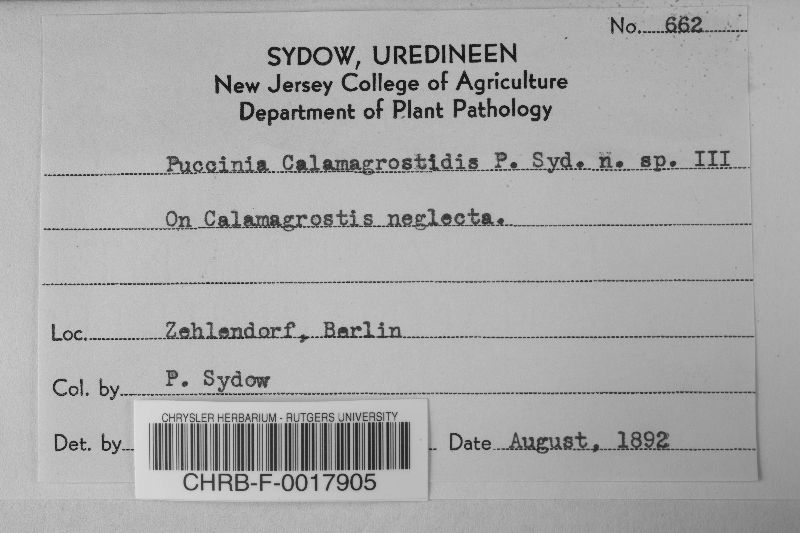 No. 662
SYDOW, UREDINEEN
New Jersey College of Agriculture
Department of Plant Pathology
Puccinia Calamagrostidis P. Syd. n. sp. III
On Calamagrostis neglecta.
Loc. Zehlendorf, Berlin
Col. by P. Sydow
Det. by Date August, 1892
CHRYSLER HERBARIUM - RUTGERS UNIVERSITY
CHRB-F-0017905